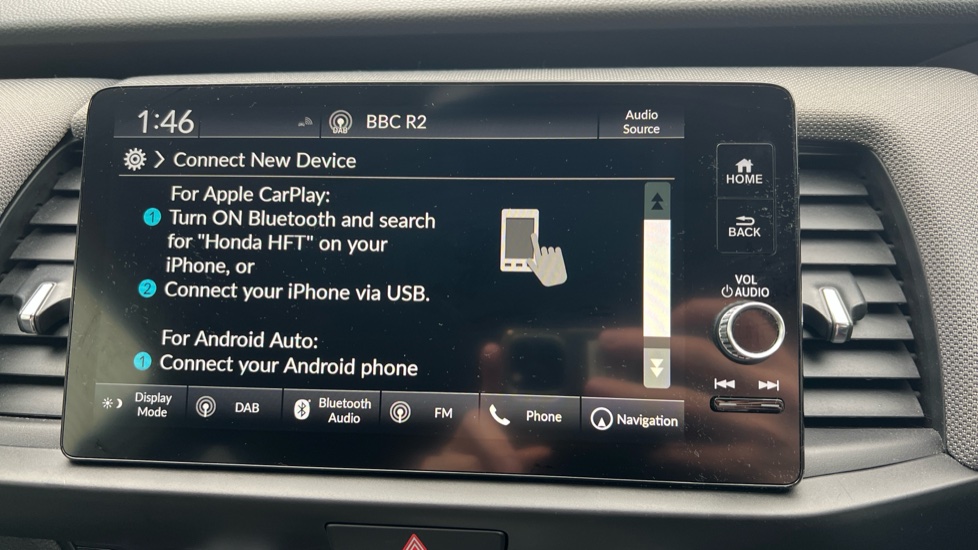 1:46
DAB
BBC R2
Audio
Source
Connect New Device
For Apple CarPlay:
1 Turn ON Bluetooth and search
for "Honda HFT" on your
iPhone, or
2 Connect your iPhone via USB.
For Android Auto:
1 Connect your Android phone
Display
Mode
DAB
Bluetooth
Audio
FM
Phone
Navigation
HOME
BACK
VOL
AUDIO